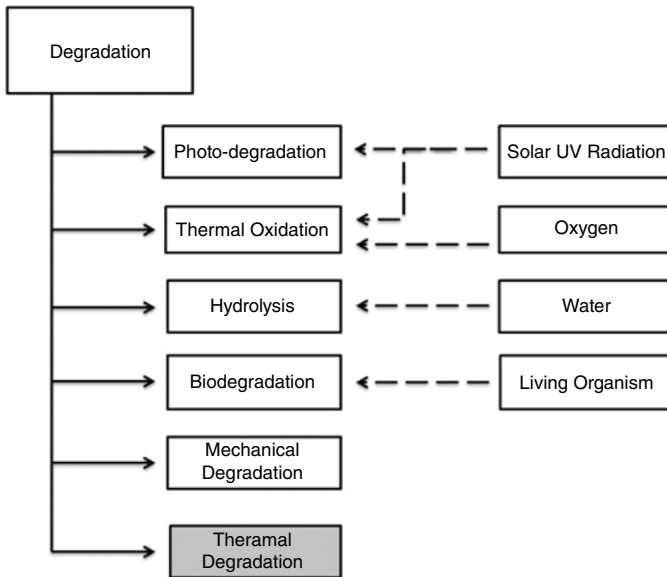 Degradation
Photo-degradation
Solar UV Radiation
Thermal Oxidation
Oxygen
Hydrolysis
Water
Biodegradation
Living Organism
Mechanical
Degradation
Theramal
Degradation